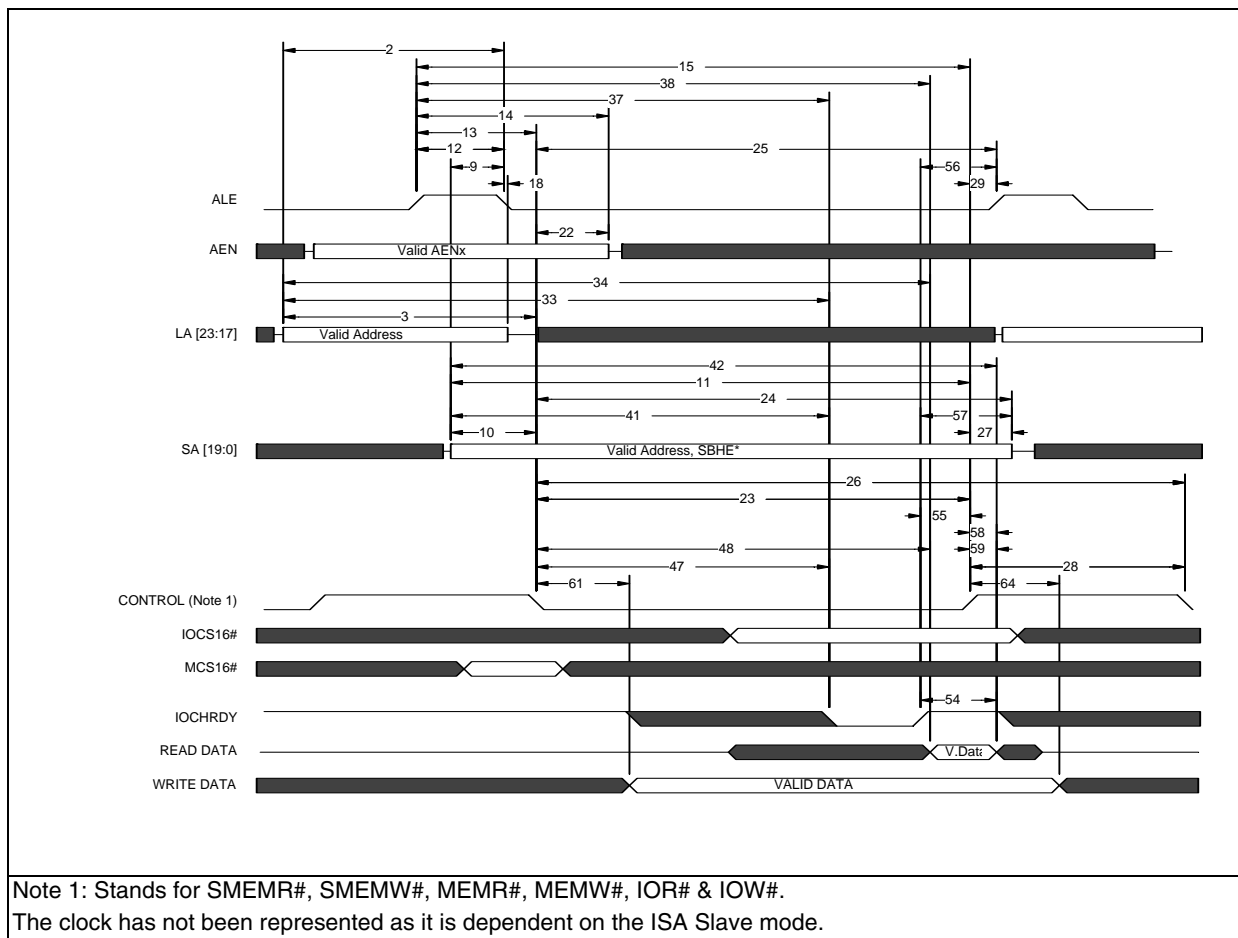 2
15
38
37
14
13
12
25
9
56
18
29
ALE
22
AEN
Valid AENx
34
33
3
LA [23:17]
Valid Address
42
11
24
41
57
10
27
SA [19:0]
Valid Address, SBHE*
26
23
55
58
48
59
47
28
61
64
CONTROL (Note 1)
IOCS16#
MCS16#
54
IOCHRDY
READ DATA
V.Data
WRITE DATA
VALID DATA
Note 1: Stands for SMEMR#, SMEMW#, MEMR#, MEMW#, IOR# & IOW#.
The clock has not been represented as it is dependent on the ISA Slave mode.